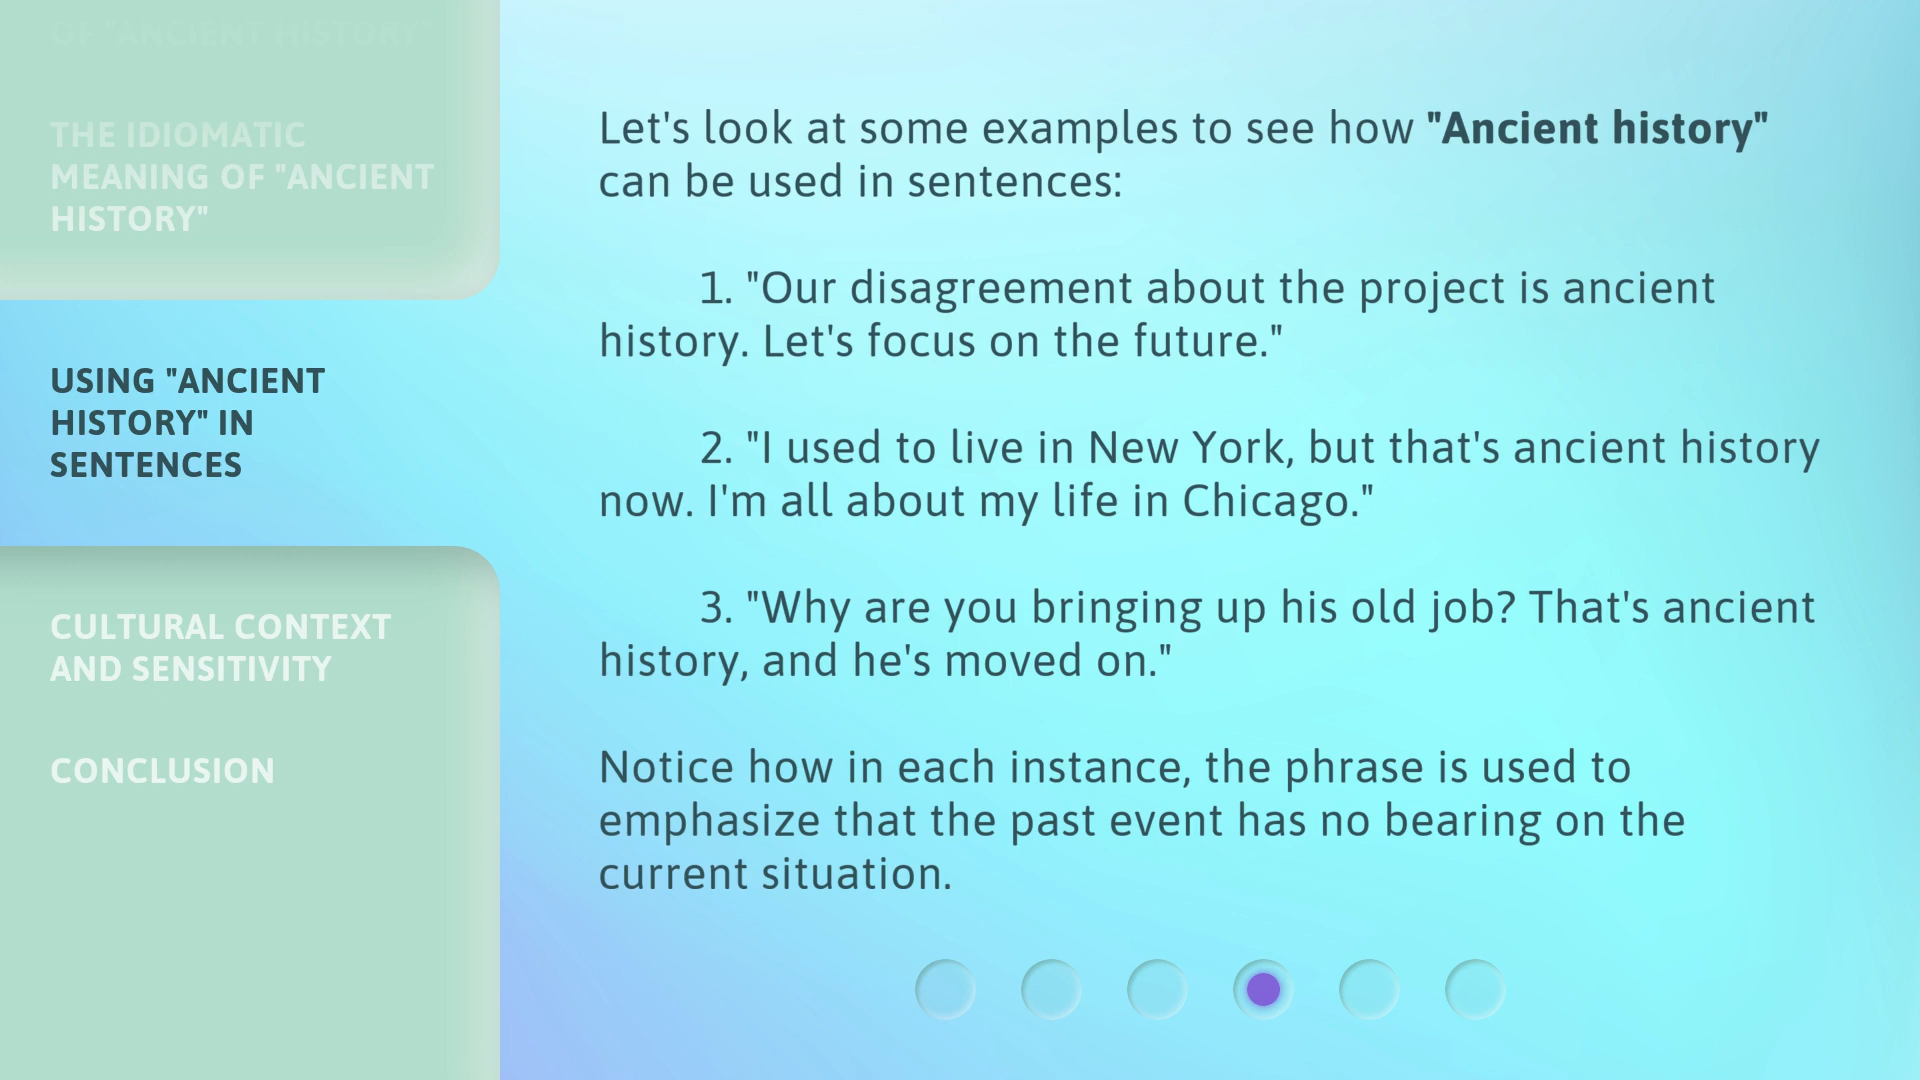 OF "ANCIENT HISTORY"
THE IDIOMATIC
MEANING OF "ANCIENT
HISTORY"
USING "ANCIENT
HISTORY" IN
SENTENCES
CULTURAL CONTEXT
AND SENSITIVITY
CONCLUSION
Let's look at some examples to see how "Ancient history"
can be used in sentences:
1. "Our disagreement about the project is ancient
history. Let's focus on the future."
2. "I used to live in New York, but that's ancient history
now. I'm all about my life in Chicago."
3. "Why are you bringing up his old job? That's ancient
history, and he's moved on."
Notice how in each instance, the phrase is used to
emphasize that the past event has no bearing on the
current situation.